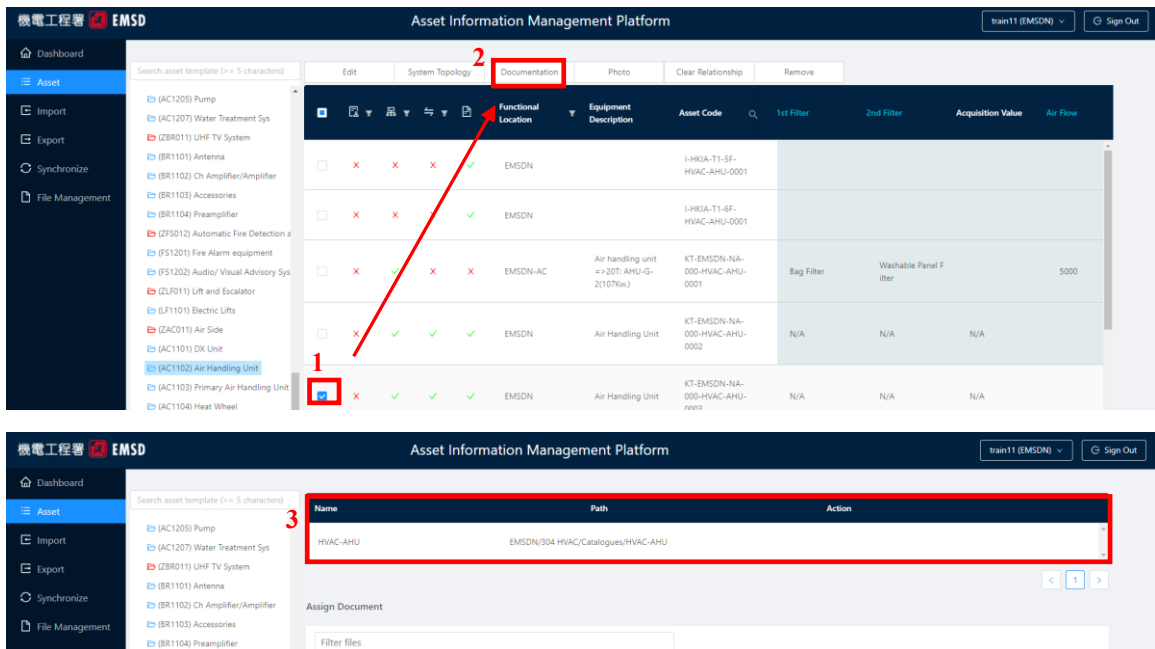 機電工程署 EMSD
Asset Information Management Platform
train11 (EMSDN)
Sign Out
Dashboard
Asset
Import
Export
Synchronize
File Management
Search asset template (>= 5 characters)
(AC1205) Pump
(AC1207) Water Treatment Sys
(ZBR011) UHF TV System
(BR1101) Antenna
(BR1102) Ch Amplifier/Amplifier
(BR1103) Accessories
(BR1104) Preamplifier
(ZFS012) Automatic Fire Detection a
(FS1201) Fire Alarm equipment
(FS1202) Audio/ Visual Advisory Sys
(ZLF011) Lift and Escalator
(LF1101) Electric Lifts
(ZAC011) Air Side
(AC1101) DX Unit
(AC1102) Air Handling Unit
(AC1103) Primary Air Handling Unit
(AC1104) Heat Wheel
2
Edit System Topology Documentation Photo Clear Relationship Remove
Functional Location Equipment Description Asset Code 1st Filter 2nd Filter Acquisition Value Air Flow
EMSDN
I-HKIA-T1-5F-
HVAC-AHU-0001
EMSDN
I-HKIA-T1-6F-
HVAC-AHU-0001
EMSDN-AC
Air handling unit
=>20T: AHU-G-
2(107Kw.)
KT-EMSDN-NA-
000-HVAC-AHU-
0001
Bag Filter
Washable Panel F
ilter
5000
EMSDN
Air Handling Unit
KT-EMSDN-NA-
000-HVAC-AHU-
0002
N/A N/A N/A
1
EMSDN
Air Handling Unit
KT-EMSDN-NA-
000-HVAC-AHU-
0003
N/A N/A N/A
機電工程署 EMSD
Asset Information Management Platform
train11 (EMSDN)
Sign Out
Dashboard
Asset
Import
Export
Synchronize
File Management
Search asset template (>= 5 characters)
(AC1205) Pump
(AC1207) Water Treatment Sys
(ZBR011) UHF TV System
(BR1101) Antenna
(BR1102) Ch Amplifier/Amplifier
(BR1103) Accessories
(BR1104) Preamplifier
3
Name Path Action
HVAC-AHU EMSDN/304 HVAC/Catalogues/HVAC-AHU
< 1 >
Assign Document
Filter files